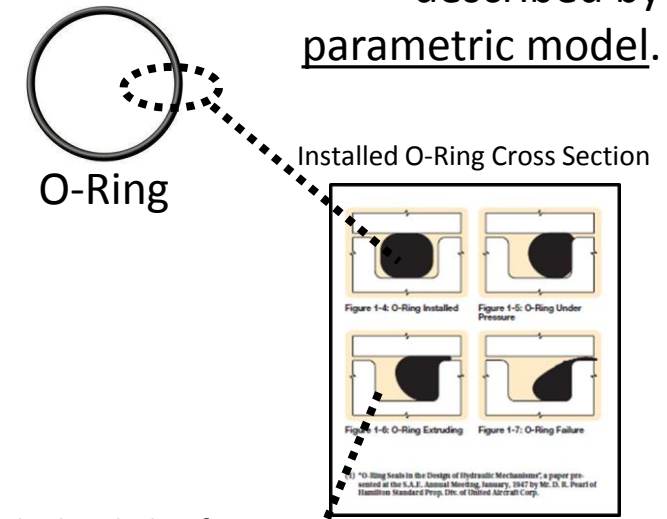 described by
parametric model.
O-Ring
Installed O-Ring Cross Section
Figure 1-4: O-Ring Installed
Figure 1-5: O-Ring Under
Pressure
Figure 1-6: O-Ring Extruding
Figure 1-7: O-Ring Failure
(1) "O-Ring Seals in the Design of Hydraulic Mechanisms", a paper pre-
sented at the S.A.E. Annual Meeting, January, 1947 by Mr. D. R. Pearl of
Hamilton Standard Prop. Div. of United Aircraft Corp.